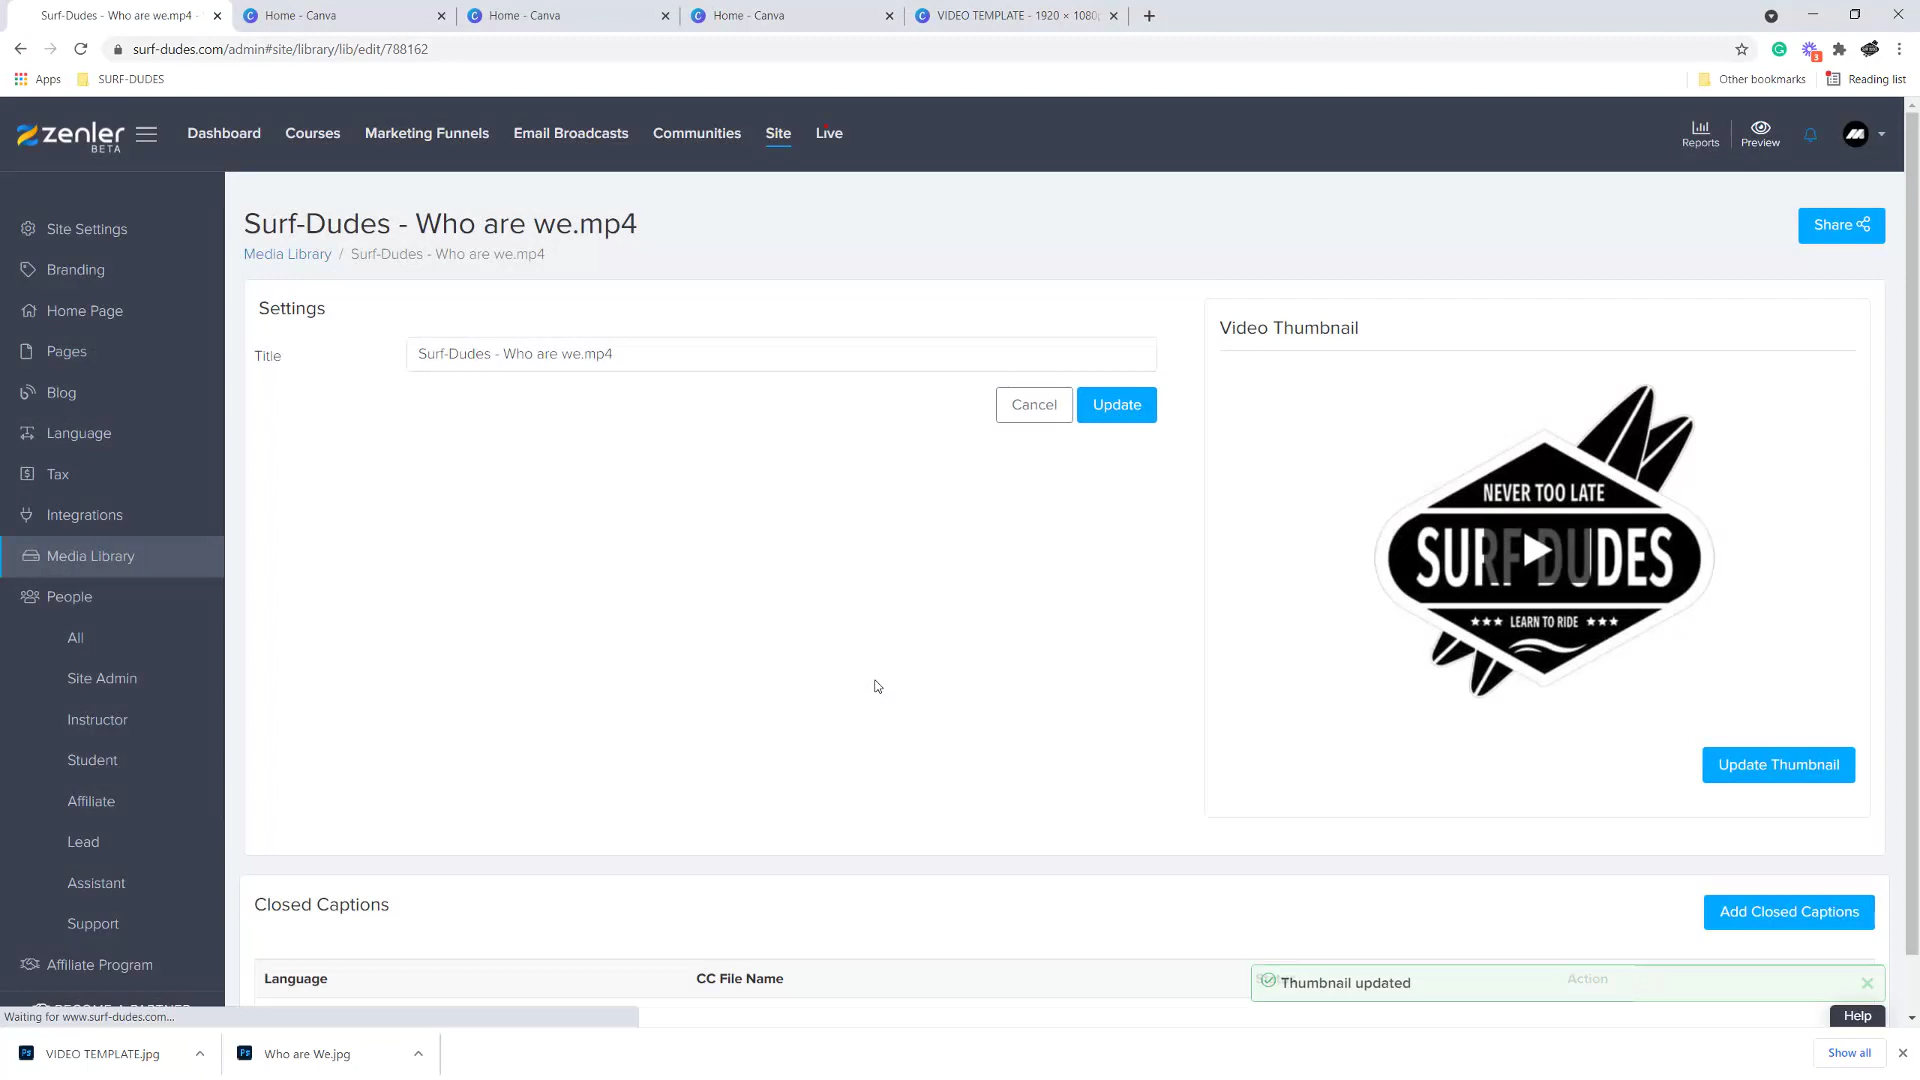 Surf-Dudes - Who are we.mp4 -
Home - Canva
Home - Canva
Home - Canva
VIDEO TEMPLATE - 1920 × 1080p
surf-dudes.com/admin#site/library/lib/edit/788162
3
Apps
SURF-DUDES
Other bookmarks
Reading list
zenler
BETA
Dashboard
Courses
Marketing Funnels
Email Broadcasts
Communities
Site
Live
Reports
Preview
Site Settings
Branding
Home Page
Pages
Blog
Language
Tax
Integrations
Media Library
People
All
Site Admin
Instructor
Student
Affiliate
Lead
Assistant
Support
Affiliate Program
BECOME A PARTNER
Surf-Dudes - Who are we.mp4
Media Library / Surf-Dudes - Who are we.mp4
Share
Settings
Title
Surf-Dudes - Who are we.mp4
Cancel
Update
Video Thumbnail
NEVER TOO LATE
SURF DUDES
LEARN TO RIDE
Update Thumbnail
Closed Captions
Add Closed Captions
Language
CC File Name
Action
Thumbnail updated
Help
Waiting for www.surf-dudes.com...
VIDEO TEMPLATE.jpg
Who are We.jpg
Show all